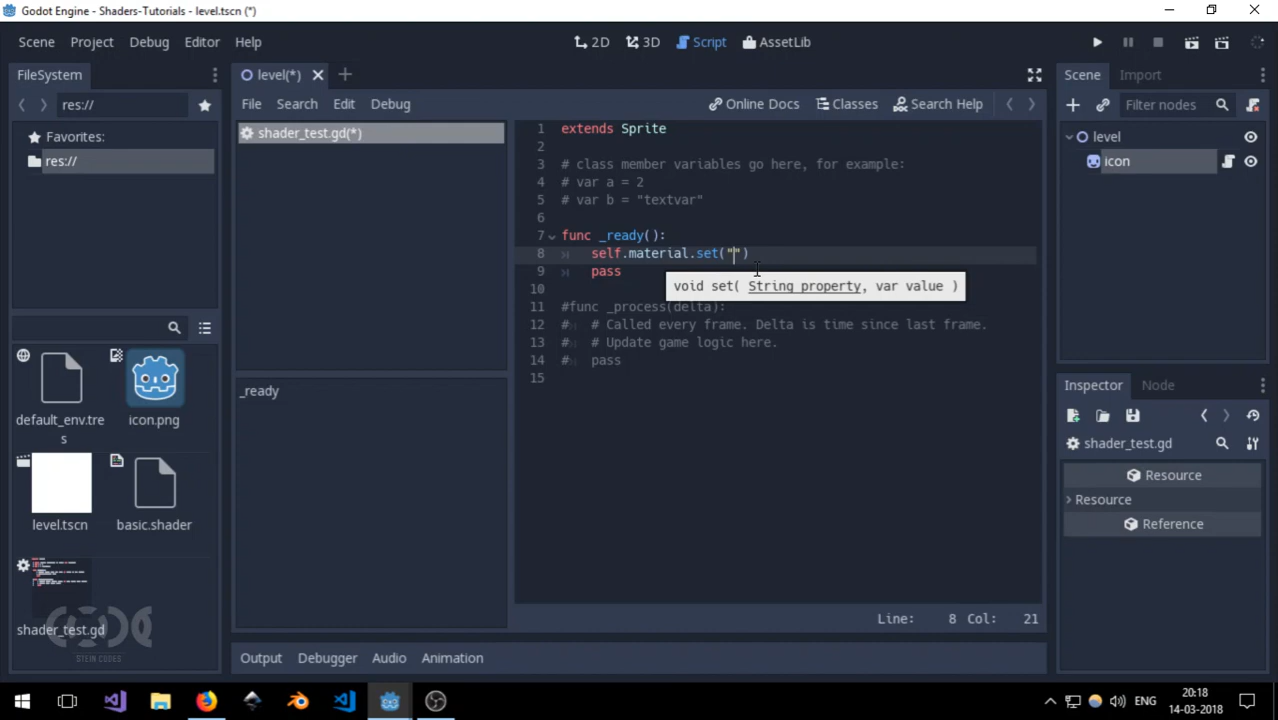 Godot Engine - Shaders-Tutorials - level.tscn (*)
Scene Project Debug Editor Help
2D 3D Script AssetLib
FileSystem
res://
Favorites:
res://
default_env.tres
icon.png
level.tscn
basic.shader
shader_test.gd
CODE
STEIN CODES
level(*)
File Search Edit Debug
Online Docs Classes Search Help
shader_test.gd(*)
_ready
1 extends Sprite
2
3 # class member variables go here, for example:
4 # var a = 2
5 # var b = "textvar"
6
7 func _ready():
8 self.material.set("")
9 pass
void set( String property, var value )
10
11 #func _process(delta):
12 # # Called every frame. Delta is time since last frame.
13 # # Update game logic here.
14 # pass
15
Line: 8 Col: 21
Output Debugger Audio Animation
Scene Import
Filter nodes
level
icon
Inspector Node
shader_test.gd
Resource
Resource
Reference
ENG
20:18
14-03-2018